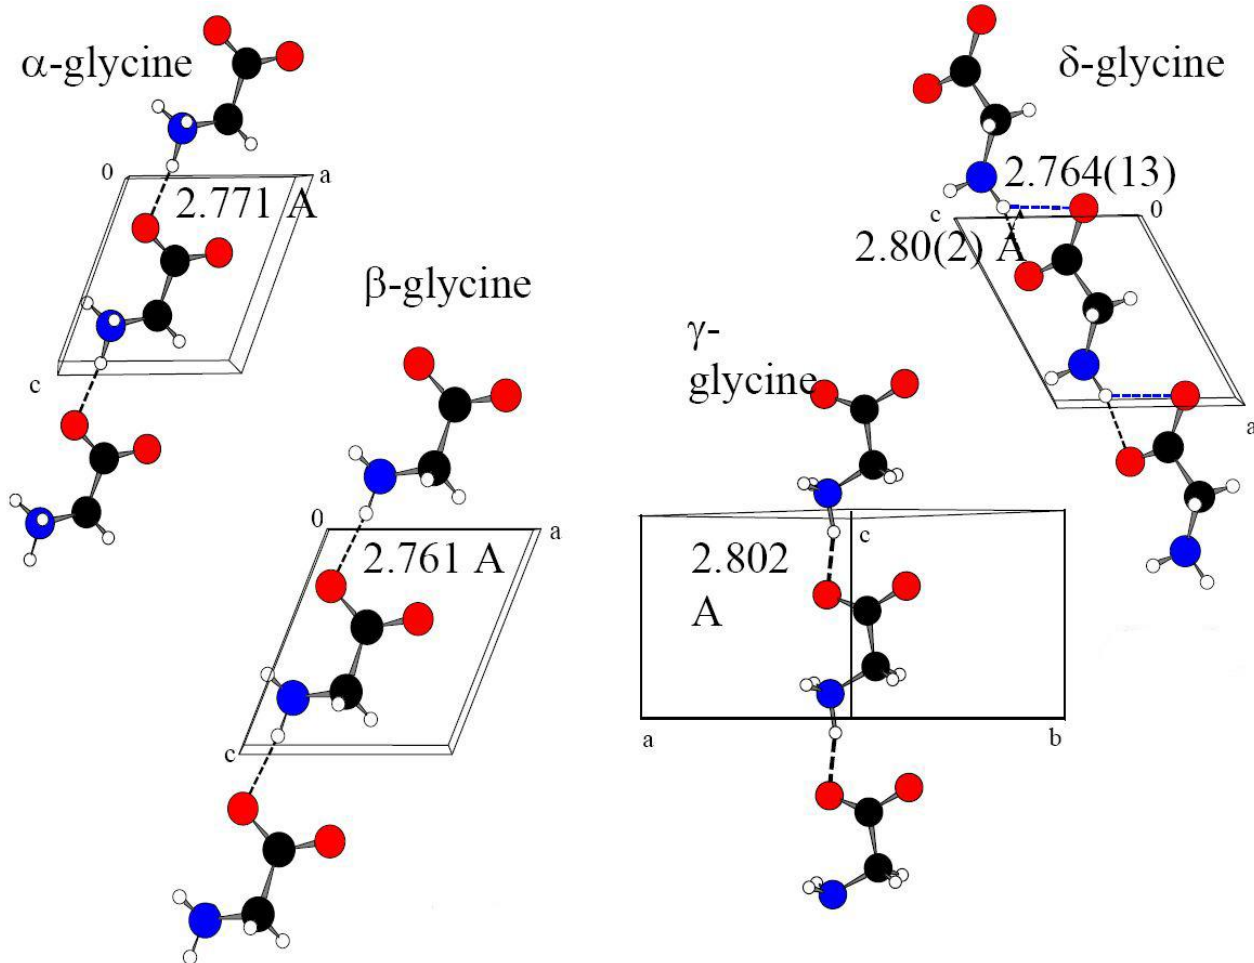 α-glycine
0
a
2.771 A
c
β-glycine
0
a
2.761 A
c
δ-glycine
2.764(13)
c
0
2.80(2) A
a
γ-
glycine
c
2.802
A
a
b